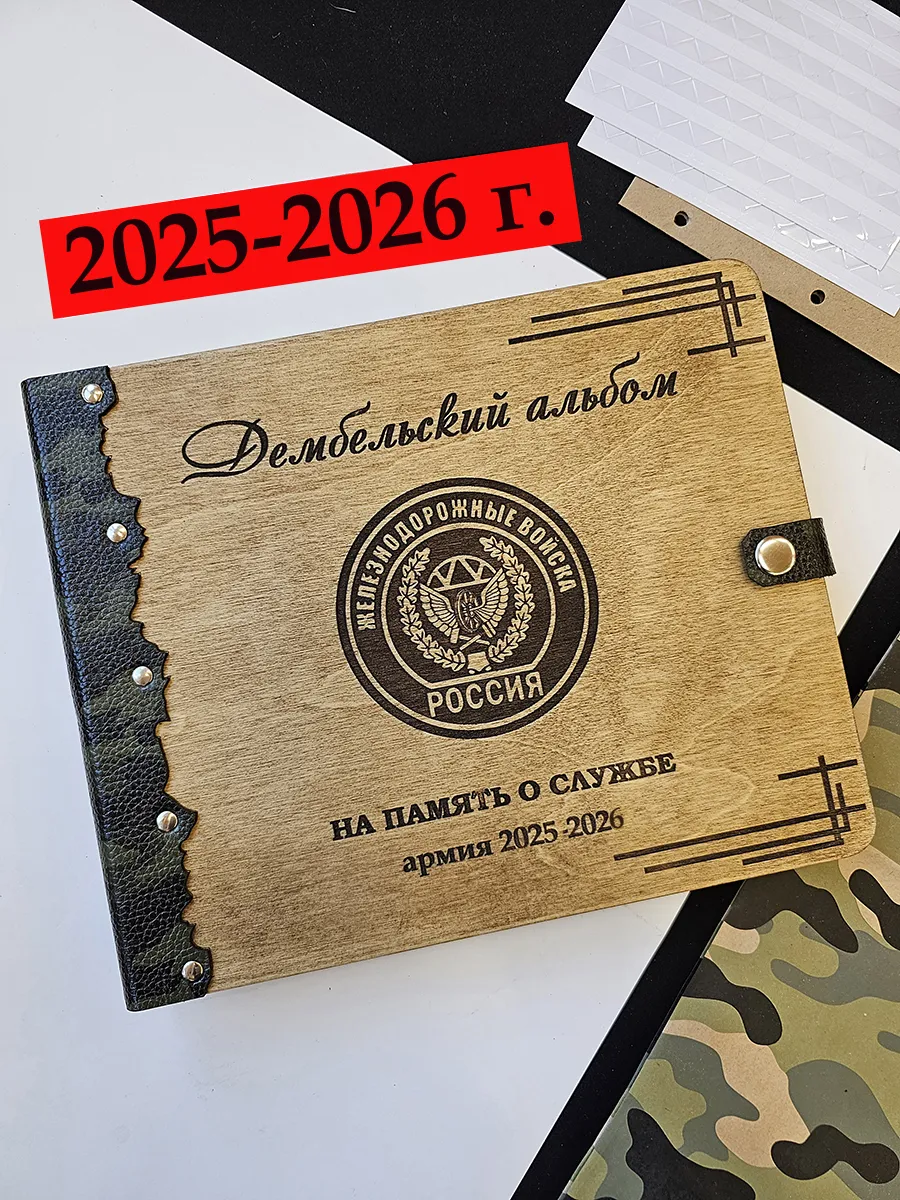 2025-2026 г.
Дембельский альбом
ЖЕЛЕЗНОДОРОЖНЫЕ ВОЙСКА
РОССИЯ
НА ПАМЯТЬ О СЛУЖБЕ
армия 2025-2026